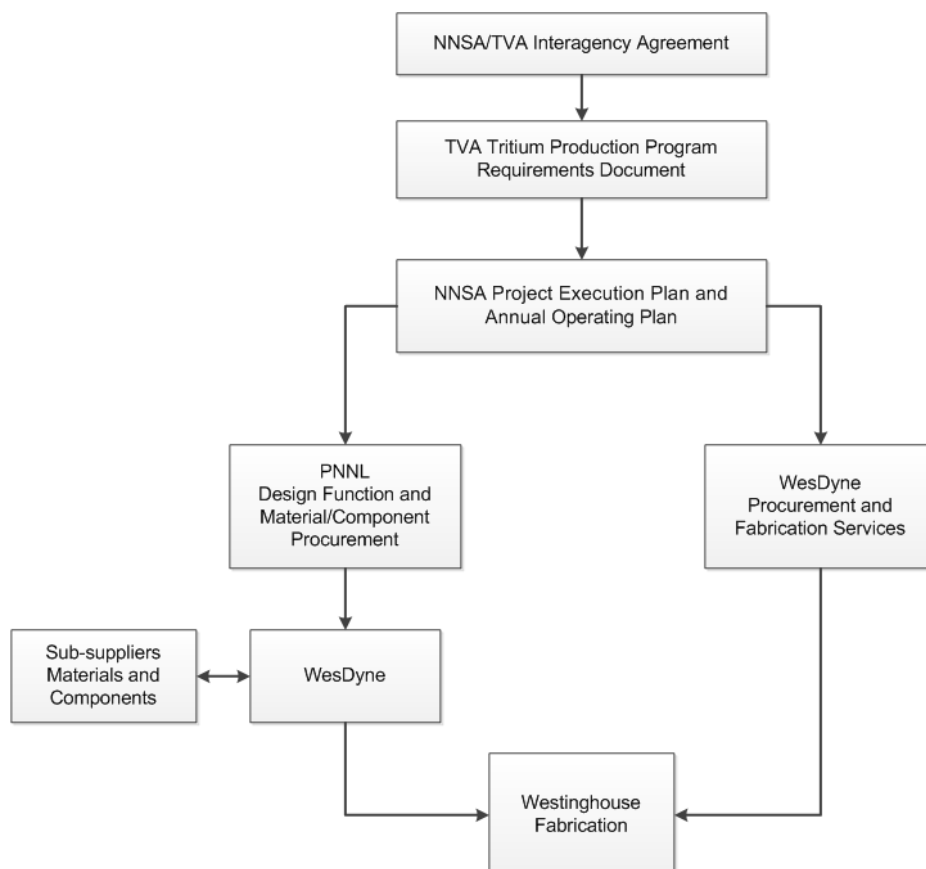 NNSA/TVA Interagency Agreement
TVA Tritium Production Program
Requirements Document
NNSA Project Execution Plan and
Annual Operating Plan
PNNL
Design Function and
Material/Component
Procurement
WesDyne
Procurement and
Fabrication Services
Sub-suppliers
Materials and
Components
WesDyne
Westinghouse
Fabrication